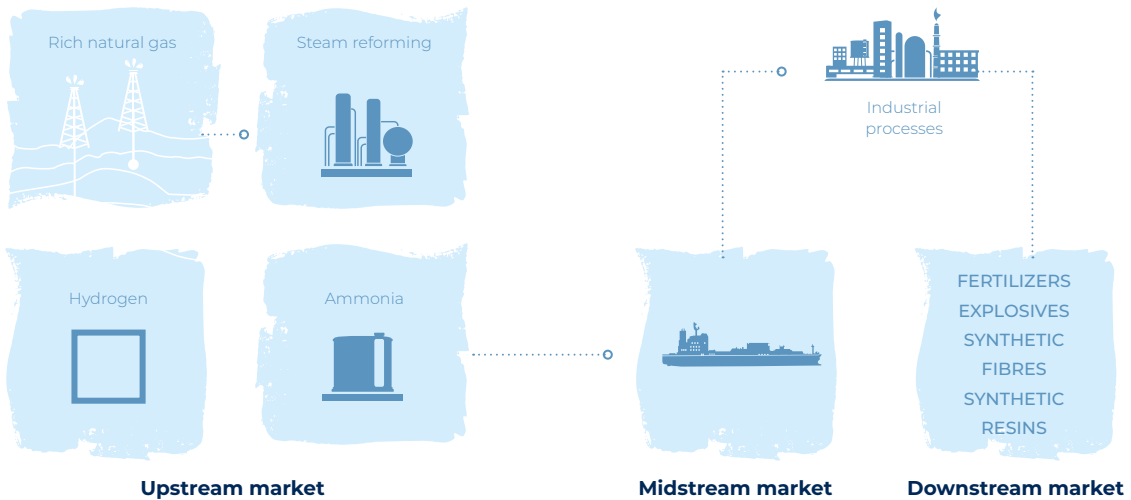 Rich natural gas
Steam reforming
Industrial
processes
Hydrogen
Ammonia
FERTILIZERS
EXPLOSIVES
SYNTHETIC
FIBRES
SYNTHETIC
RESINS
Upstream market
Midstream market
Downstream market